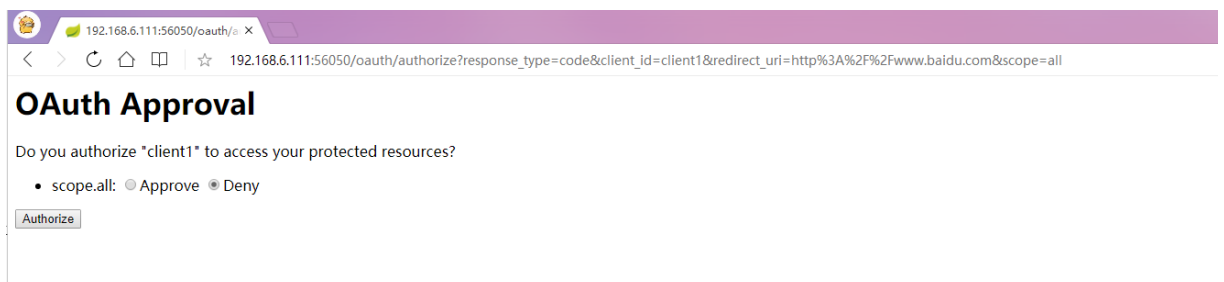 192.168.6.111:56050/oauth/a
192.168.6.111:56050/oauth/authorize?response_type=code&client_id=client1&redirect_uri=http%3A%2F%2Fwww.baidu.com&scope=all
OAuth Approval
Do you authorize "client1" to access your protected resources?
• scope.all: Approve Deny
Authorize